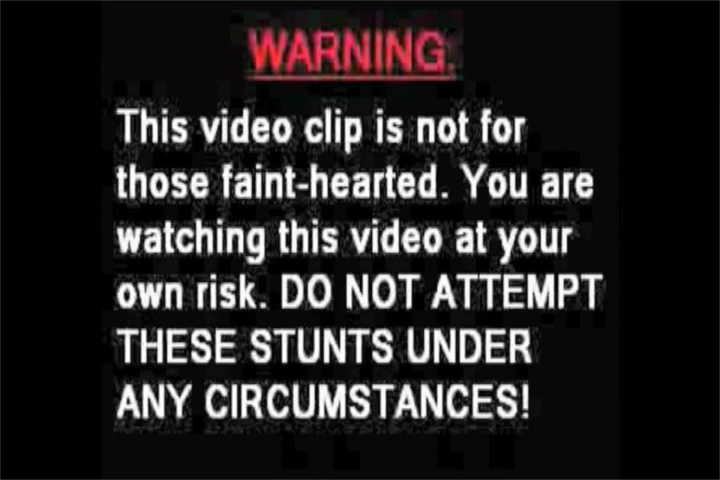 WARNING.
This video clip is not for
those faint-hearted. You are
watching this video at your
own risk. DO NOT ATTEMPT
THESE STUNTS UNDER
ANY CIRCUMSTANCES!